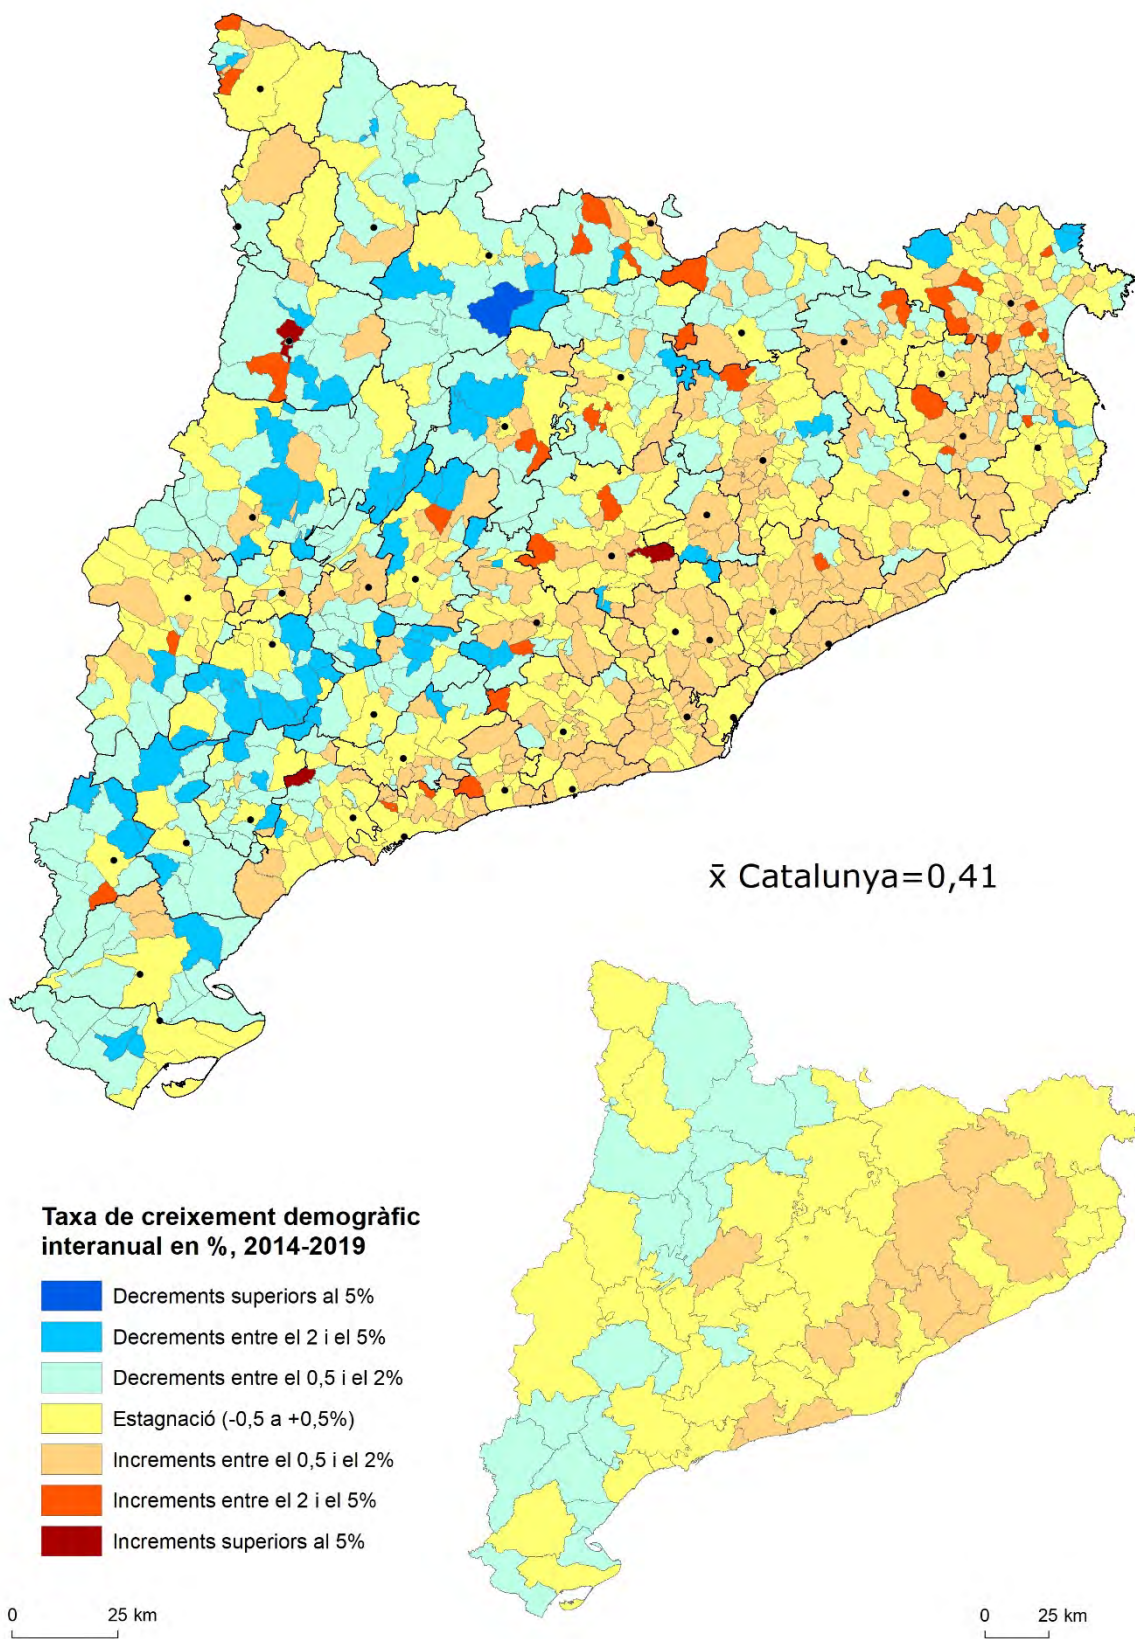 x̄ Catalunya=0,41
Taxa de creixement demogràfic
interanual en %, 2014-2019
Decrements superiors al 5%
Decrements entre el 2 i el 5%
Decrements entre el 0,5 i el 2%
Estagnació (-0,5 a +0,5%)
Increments entre el 0,5 i el 2%
Increments entre el 2 i el 5%
Increments superiors al 5%
0 25 km
0 25 km